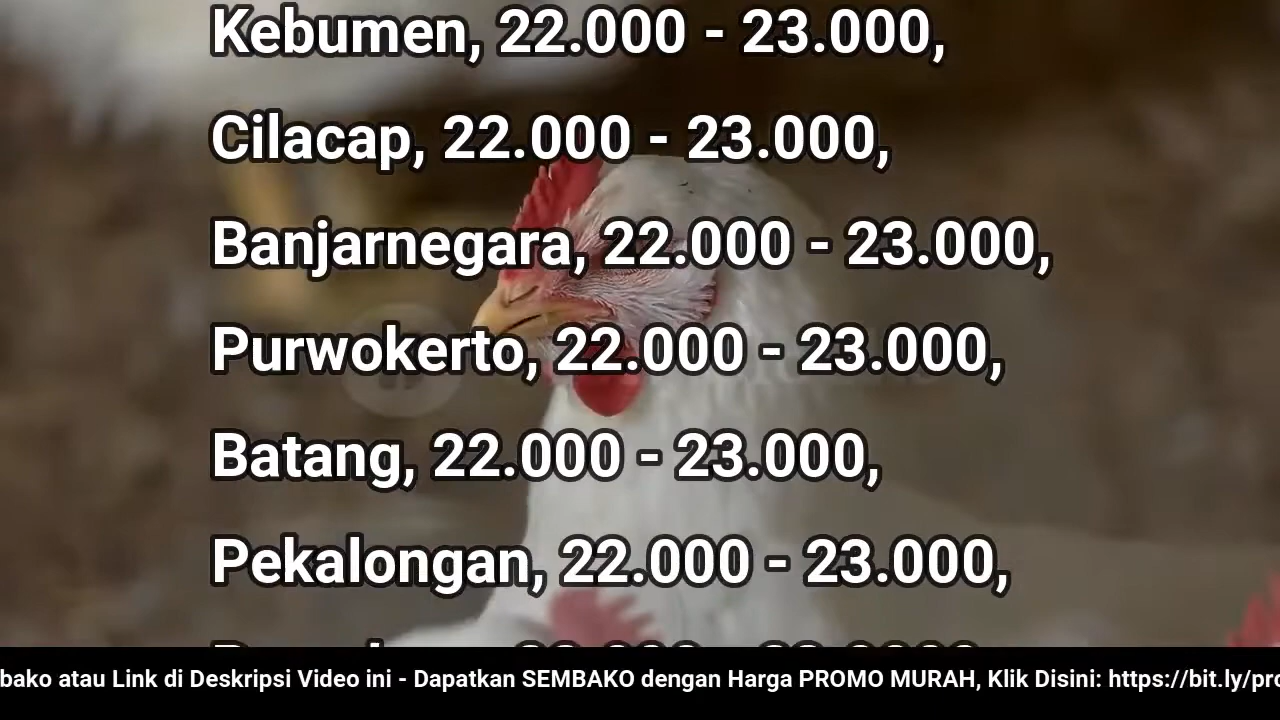 Kebumen, 22.000 - 23.000,
Cilacap, 22.000 - 23.000,
Banjarnegara, 22.000 - 23.000,
Purwokerto, 22.000 - 23.000,
Batang, 22.000 - 23.000,
Pekalongan, 22.000 - 23.000,
bako atau Link di Deskripsi Video ini - Dapatkan SEMBAKO dengan Harga PROMO MURAH, Klik Disini: https://bit.ly/pro